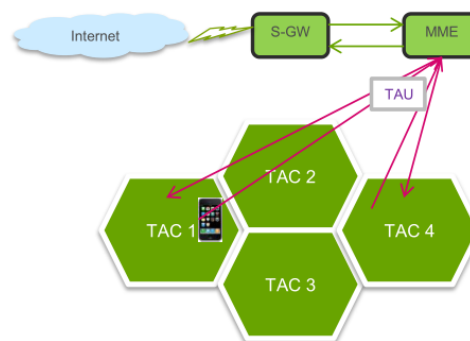 Internet
S-GW
MME
TAU
TAC 2
TAC 1
TAC 4
TAC 3